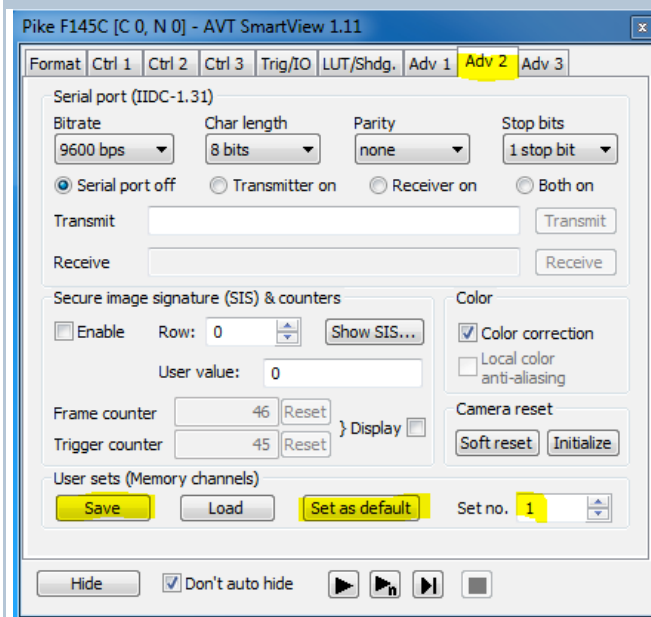 Pike F145C [C 0, N 0] - AVT SmartView 1.11
Format Ctrl 1 Ctrl 2 Ctrl 3 Trig/IO LUT/Shdg. Adv 1 Adv 2 Adv 3
Serial port (IIDC-1.31)
Bitrate Char length Parity Stop bits
9600 bps 8 bits none 1 stop bit
Serial port off Transmitter on Receiver on Both on
Transmit Transmit
Receive Receive
Secure image signature (SIS) & counters
Enable Row: 0 Show SIS...
User value: 0
Frame counter 46 Reset
Trigger counter 45 Reset
} Display
Color
Color correction
Local color
anti-aliasing
Camera reset
Soft reset Initialize
User sets (Memory channels)
Save Load Set as default Set no. 1
Hide Don't auto hide n